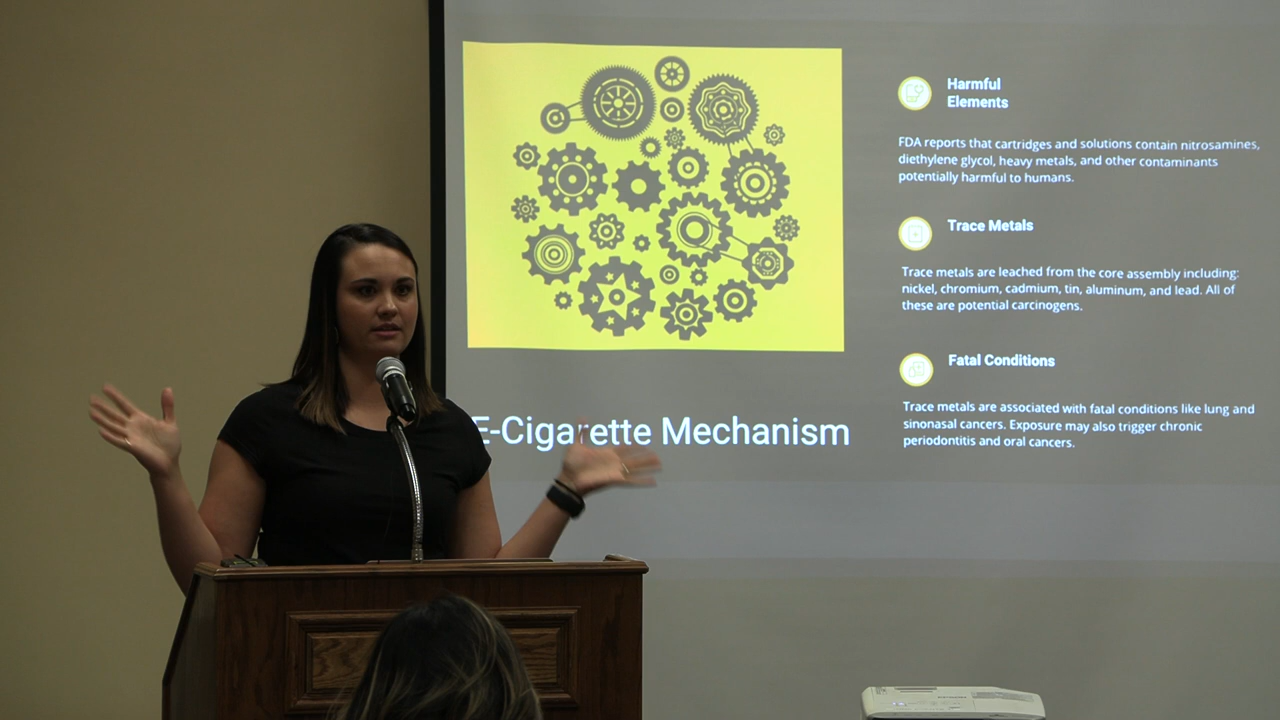 Harmful
Elements
FDA reports that cartridges and solutions contain nitrosamines,
diethylene glycol, heavy metals, and other contaminants
potentially harmful to humans.
Trace Metals
Trace metals are leached from the core assembly including:
nickel, chromium, cadmium, tin, aluminum, and lead. All of
these are potential carcinogens.
Fatal Conditions
Trace metals are associated with fatal conditions like lung and
sinonasal cancers. Exposure may also trigger chronic
periodontitis and oral cancers.
E-Cigarette Mechanism